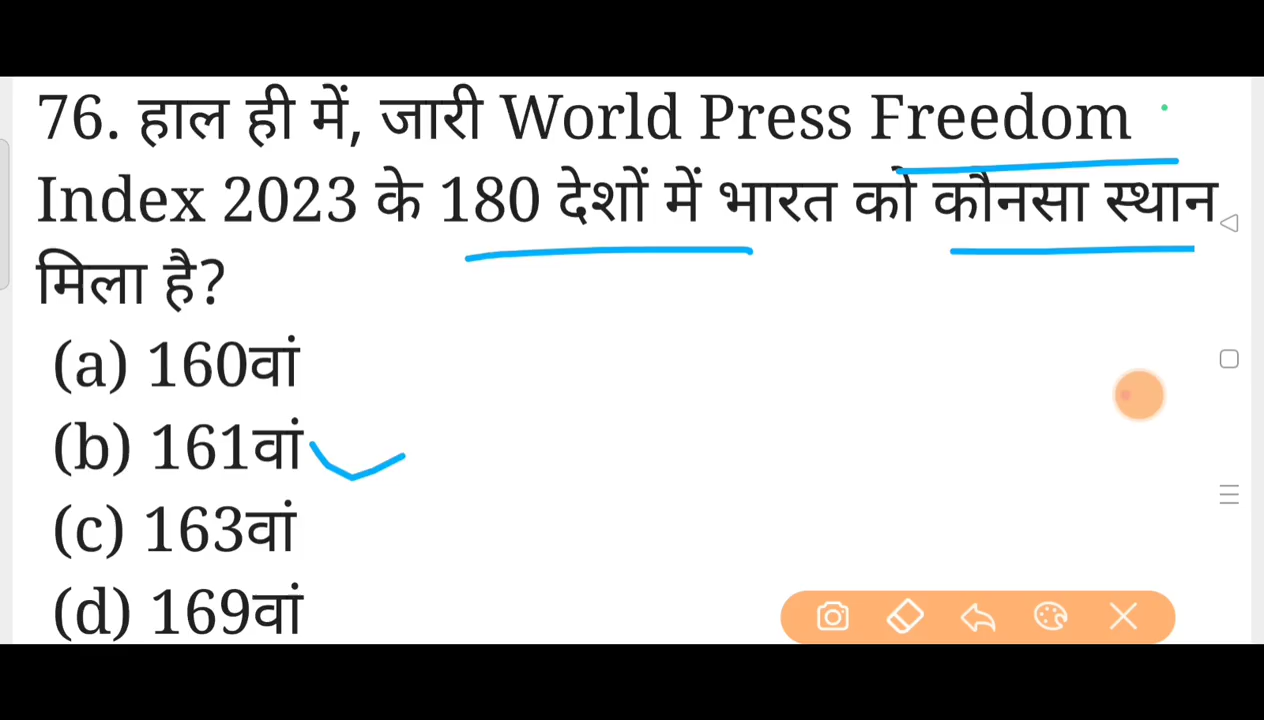 76. हाल ही में, जारी World Press Freedom
Index 2023 के 180 देशों में भारत को कौनसा स्थान
मिला है?
(a) 160वां
(b) 161वां
(c) 163वां
(d) 169वां